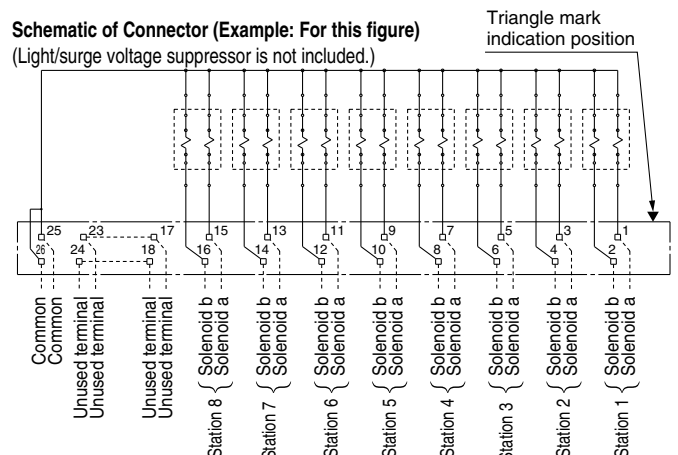 Schematic of Connector (Example: For this figure)
(Light/surge voltage suppressor is not included.)
Triangle mark
indication position
25 23 17 15 13 11 9 7 5 3 1
26 24 18 16 14 12 10 8 6 4 2
Common
Common
Unused terminal
Unused terminal
Unused terminal
Unused terminal
Solenoid b
Solenoid a
Station 8
Solenoid b
Solenoid a
Station 7
Solenoid b
Solenoid a
Station 6
Solenoid b
Solenoid a
Station 5
Solenoid b
Solenoid a
Station 4
Solenoid b
Solenoid a
Station 3
Solenoid b
Solenoid a
Station 2
Solenoid b
Solenoid a
Station 1